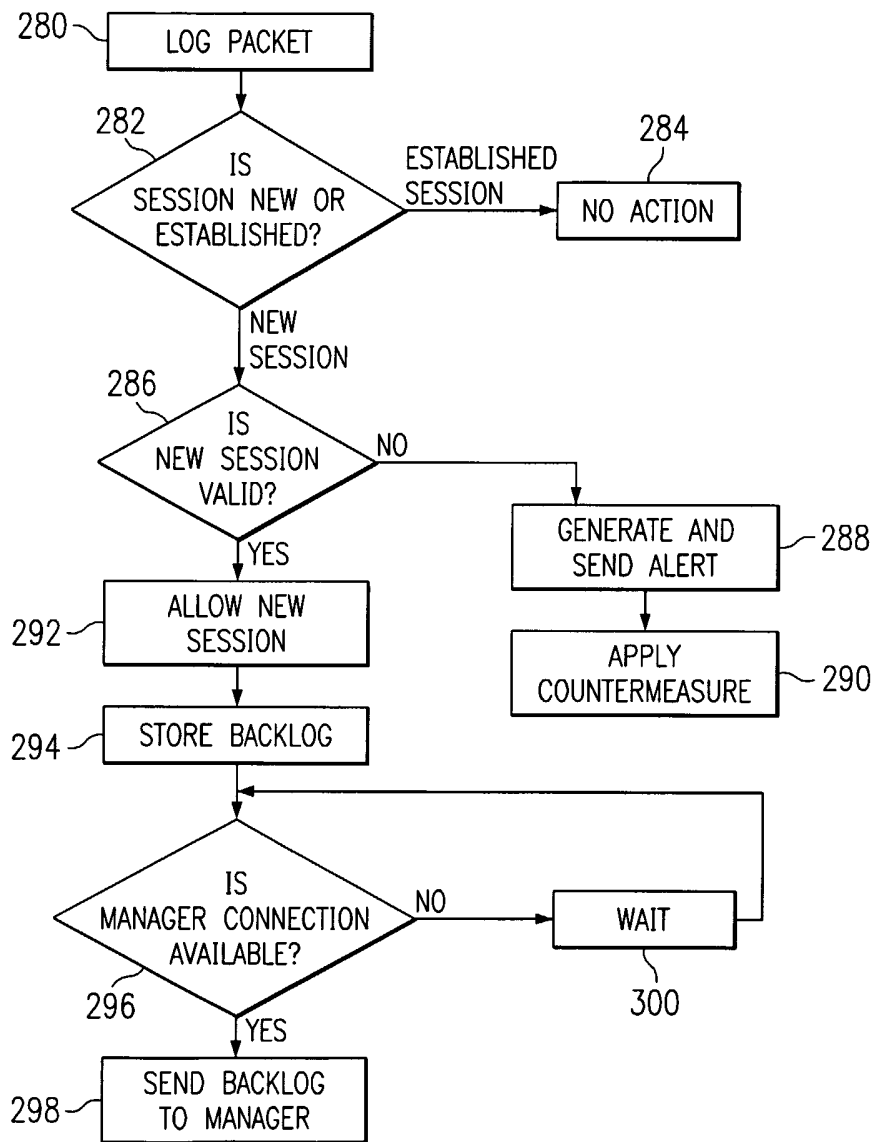 280
LOG PACKET
282
IS
SESSION NEW OR
ESTABLISHED?
ESTABLISHED
SESSION
284
NO ACTION
NEW
SESSION
286
IS
NEW SESSION
VALID?
NO
GENERATE AND
SEND ALERT
288
YES
292
ALLOW NEW
SESSION
APPLY
COUNTERMEASURE
290
294
STORE BACKLOG
IS
MANAGER CONNECTION
AVAILABLE?
NO
WAIT
296
300
YES
298
SEND BACKLOG
TO MANAGER